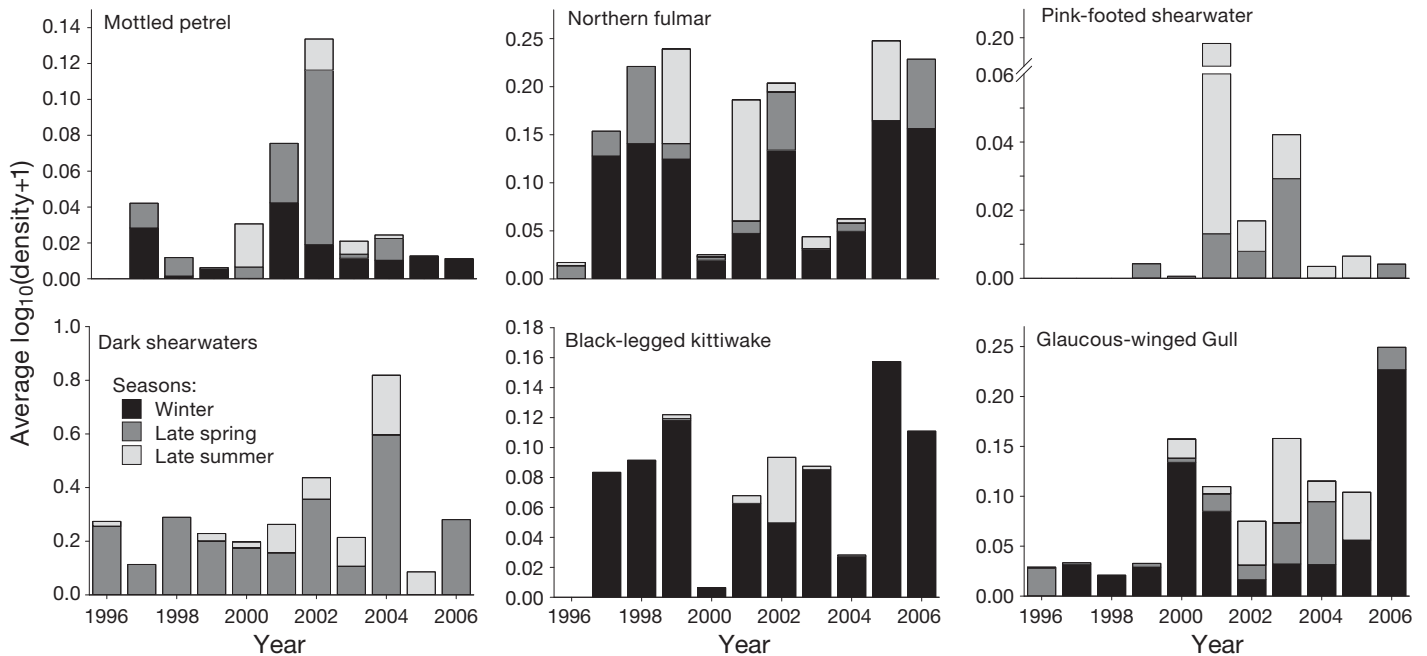 Mottled petrel
Northern fulmar
Pink-footed shearwater
0.14
0.12
0.10
0.08
0.06
0.04
0.02
0.00
0.25
0.20
0.15
0.10
0.05
0.00
0.20
0.06
0.04
0.02
0.00
Average log10(density+1)
Dark shearwaters
Seasons:
Winter
Late spring
Late summer
1.0
0.8
0.6
0.4
0.2
0.0
1996 1998 2000 2002 2004 2006
Year
Black-legged kittiwake
0.18
0.16
0.14
0.12
0.10
0.08
0.06
0.04
0.02
0.00
1996 1998 2000 2002 2004 2006
Year
Glaucous-winged Gull
0.25
0.20
0.15
0.10
0.05
0.00
1996 1998 2000 2002 2004 2006
Year